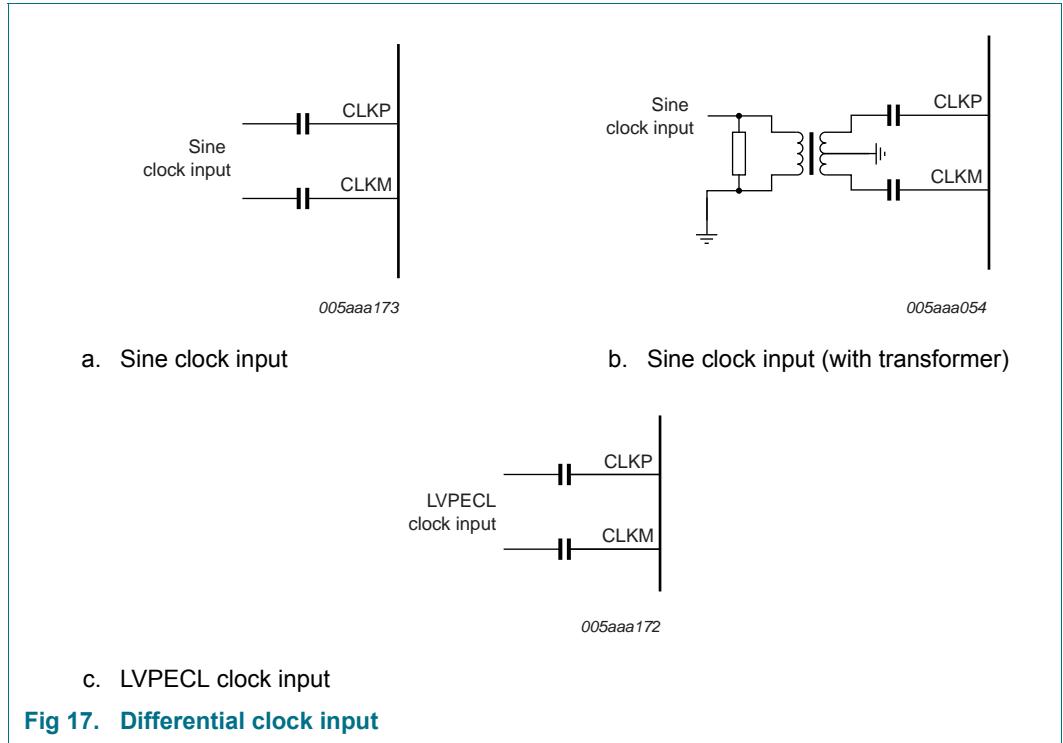 CLKP
Sine
clock input
CLKM
005aaa173
a. Sine clock input
Sine
clock input
CLKP
CLKM
005aaa054
b. Sine clock input (with transformer)
CLKP
LVPECL
clock input
CLKM
005aaa172
c. LVPECL clock input
Fig 17. Differential clock input